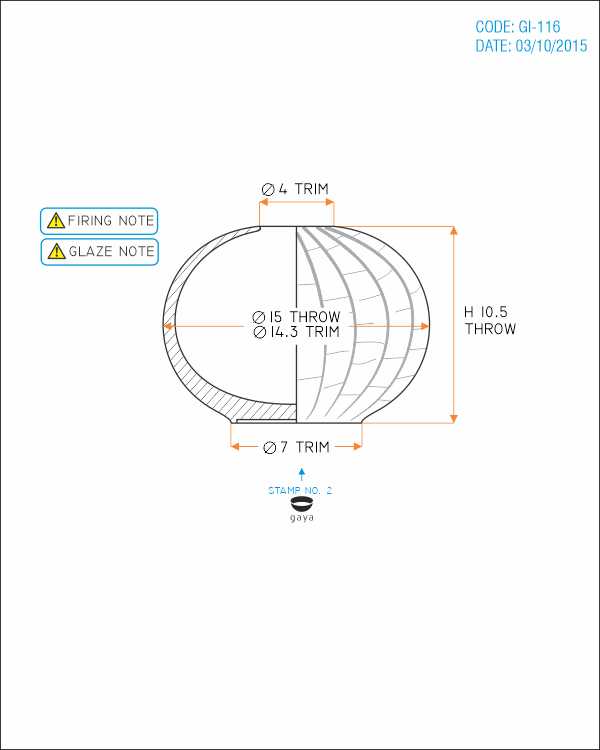 CODE: GI-116
DATE: 03/10/2015
Ø 4 TRIM
FIRING NOTE
GLAZE NOTE
Ø 15 THROW
Ø 14.3 TRIM
H 10.5
THROW
Ø 7 TRIM
STAMP NO. 2
gaya